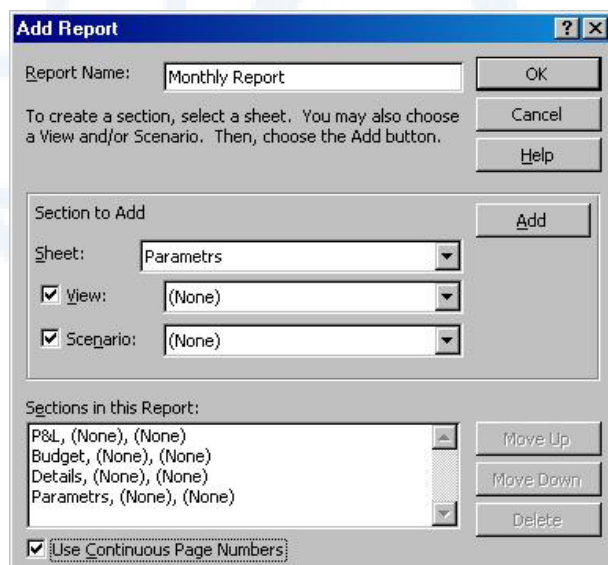 Add Report
Report Name: Monthly Report
OK
To create a section, select a sheet. You may also choose
a View and/or Scenario. Then, choose the Add button.
Cancel
Help
Section to Add
Add
Sheet: Parametrs
View: (None)
Scenario: (None)
Sections in this Report:
P&L, (None), (None)
Budget, (None), (None)
Details, (None), (None)
Parametrs, (None), (None)
Move Up
Move Down
Delete
Use Continuous Page Numbers